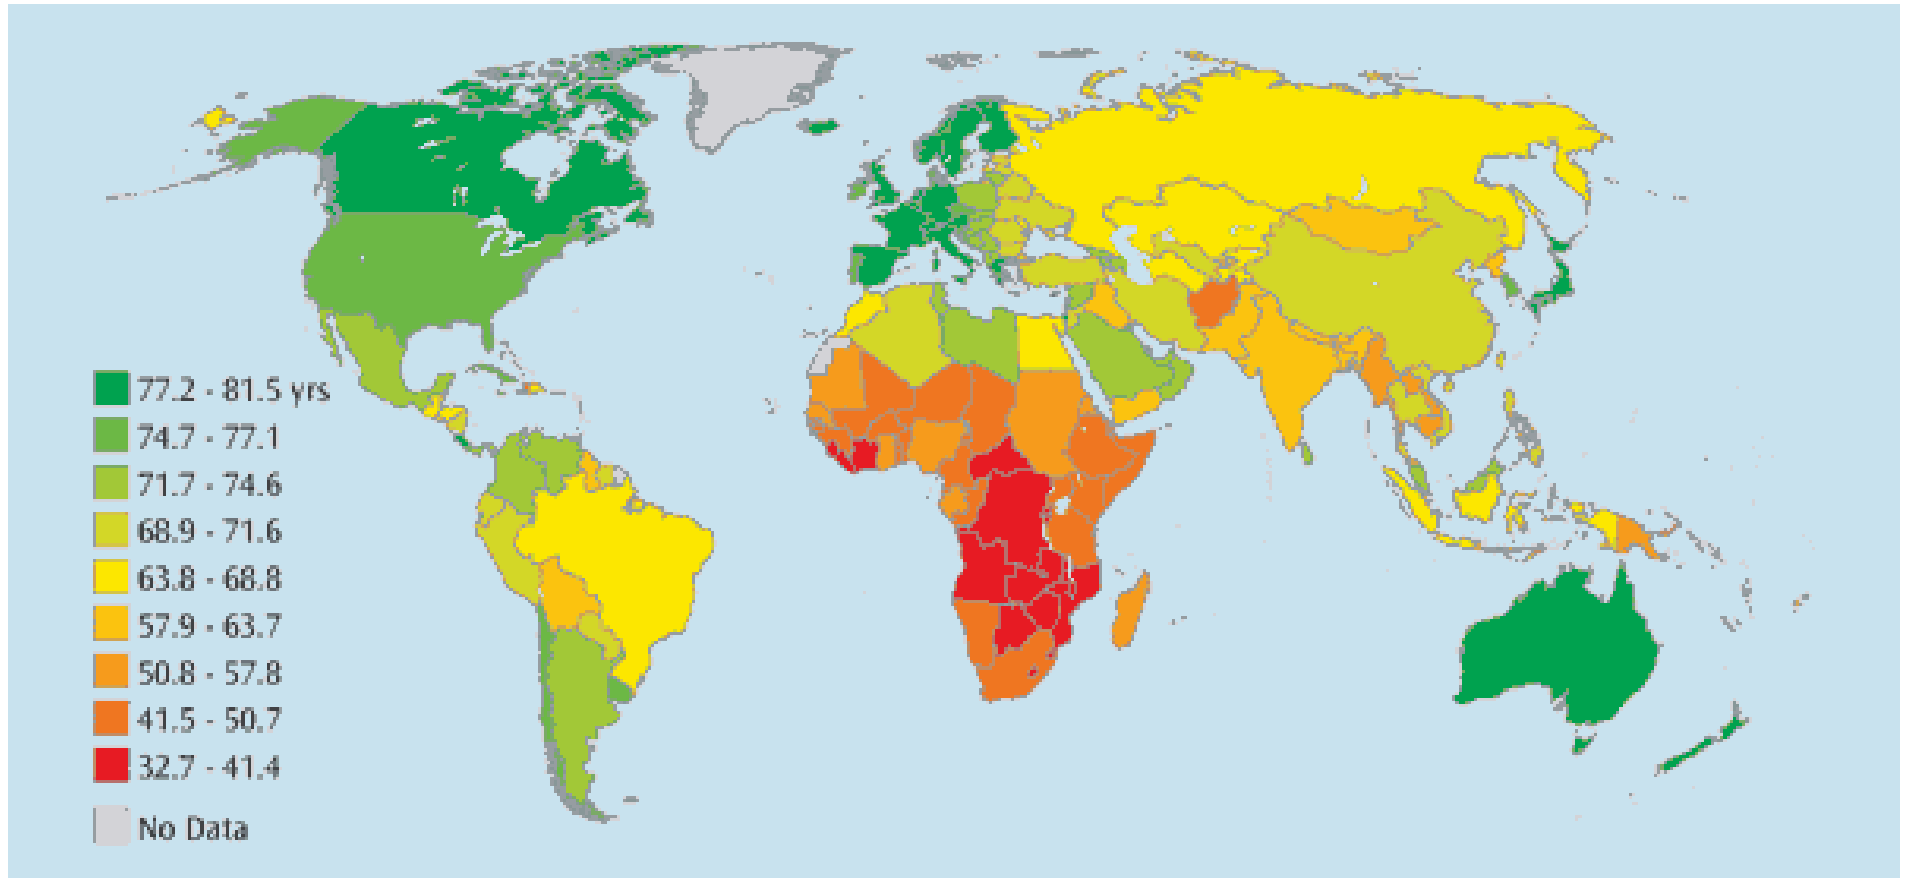 77.2 - 81.5 yrs
74.7 - 77.1
71.7 - 74.6
68.9 - 71.6
63.8 - 68.8
57.9 - 63.7
50.8 - 57.8
41.5 - 50.7
32.7 - 41.4
No Data